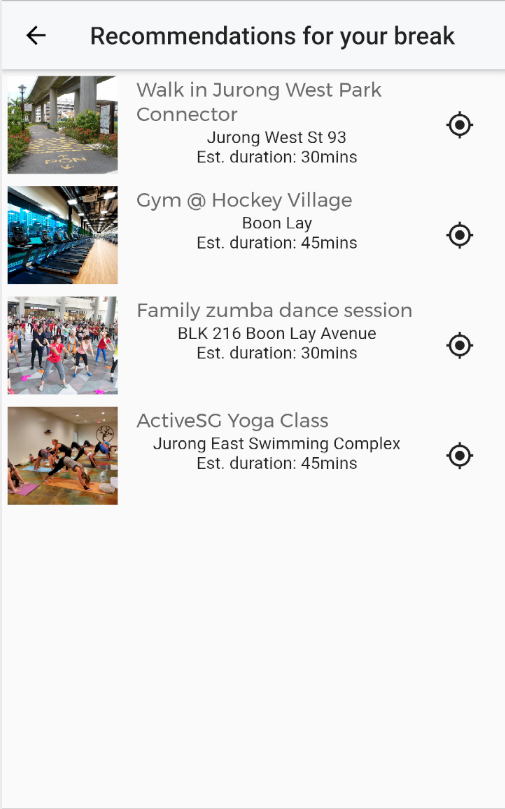 Recommendations for your break
Walk in Jurong West Park
Connector
Jurong West St 93
Est. duration: 30mins
Gym @ Hockey Village
Boon Lay
Est. duration: 45mins
Family zumba dance session
BLK 216 Boon Lay Avenue
Est. duration: 30mins
ActiveSG Yoga Class
Jurong East Swimming Complex
Est. duration: 45mins